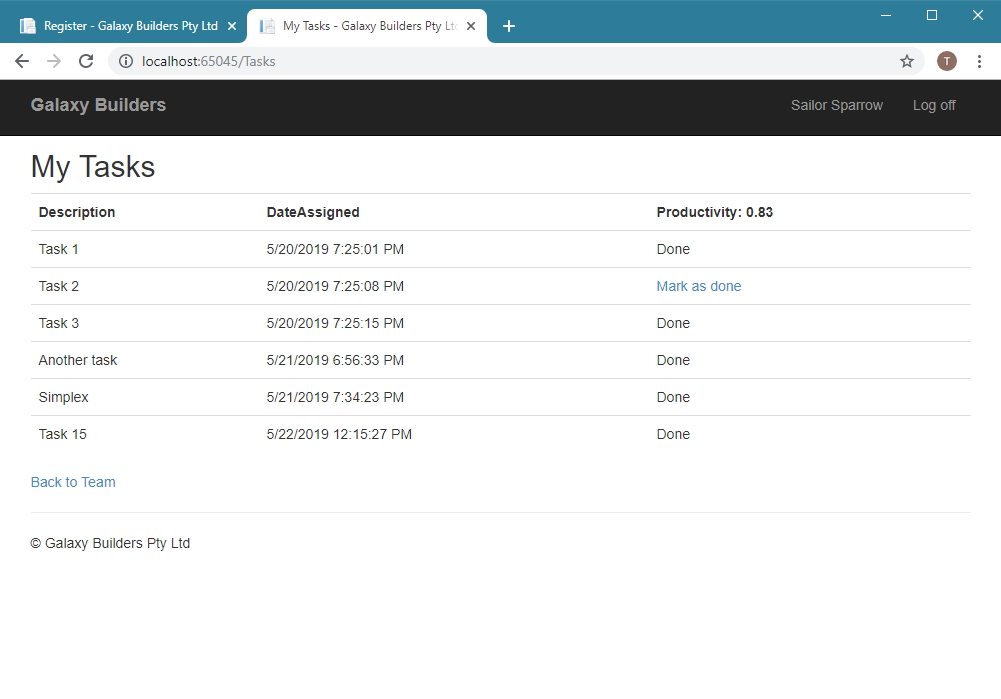 Register - Galaxy Builders Pty Ltd
My Tasks - Galaxy Builders Pty Ltd
localhost:65045/Tasks
T
Galaxy Builders Sailor Sparrow Log off
My Tasks
Description DateAssigned Productivity: 0.83
Task 1 5/20/2019 7:25:01 PM Done
Task 2 5/20/2019 7:25:08 PM Mark as done
Task 3 5/20/2019 7:25:15 PM Done
Another task 5/21/2019 6:56:33 PM Done
Simplex 5/21/2019 7:34:23 PM Done
Task 15 5/22/2019 12:15:27 PM Done
Back to Team
© Galaxy Builders Pty Ltd